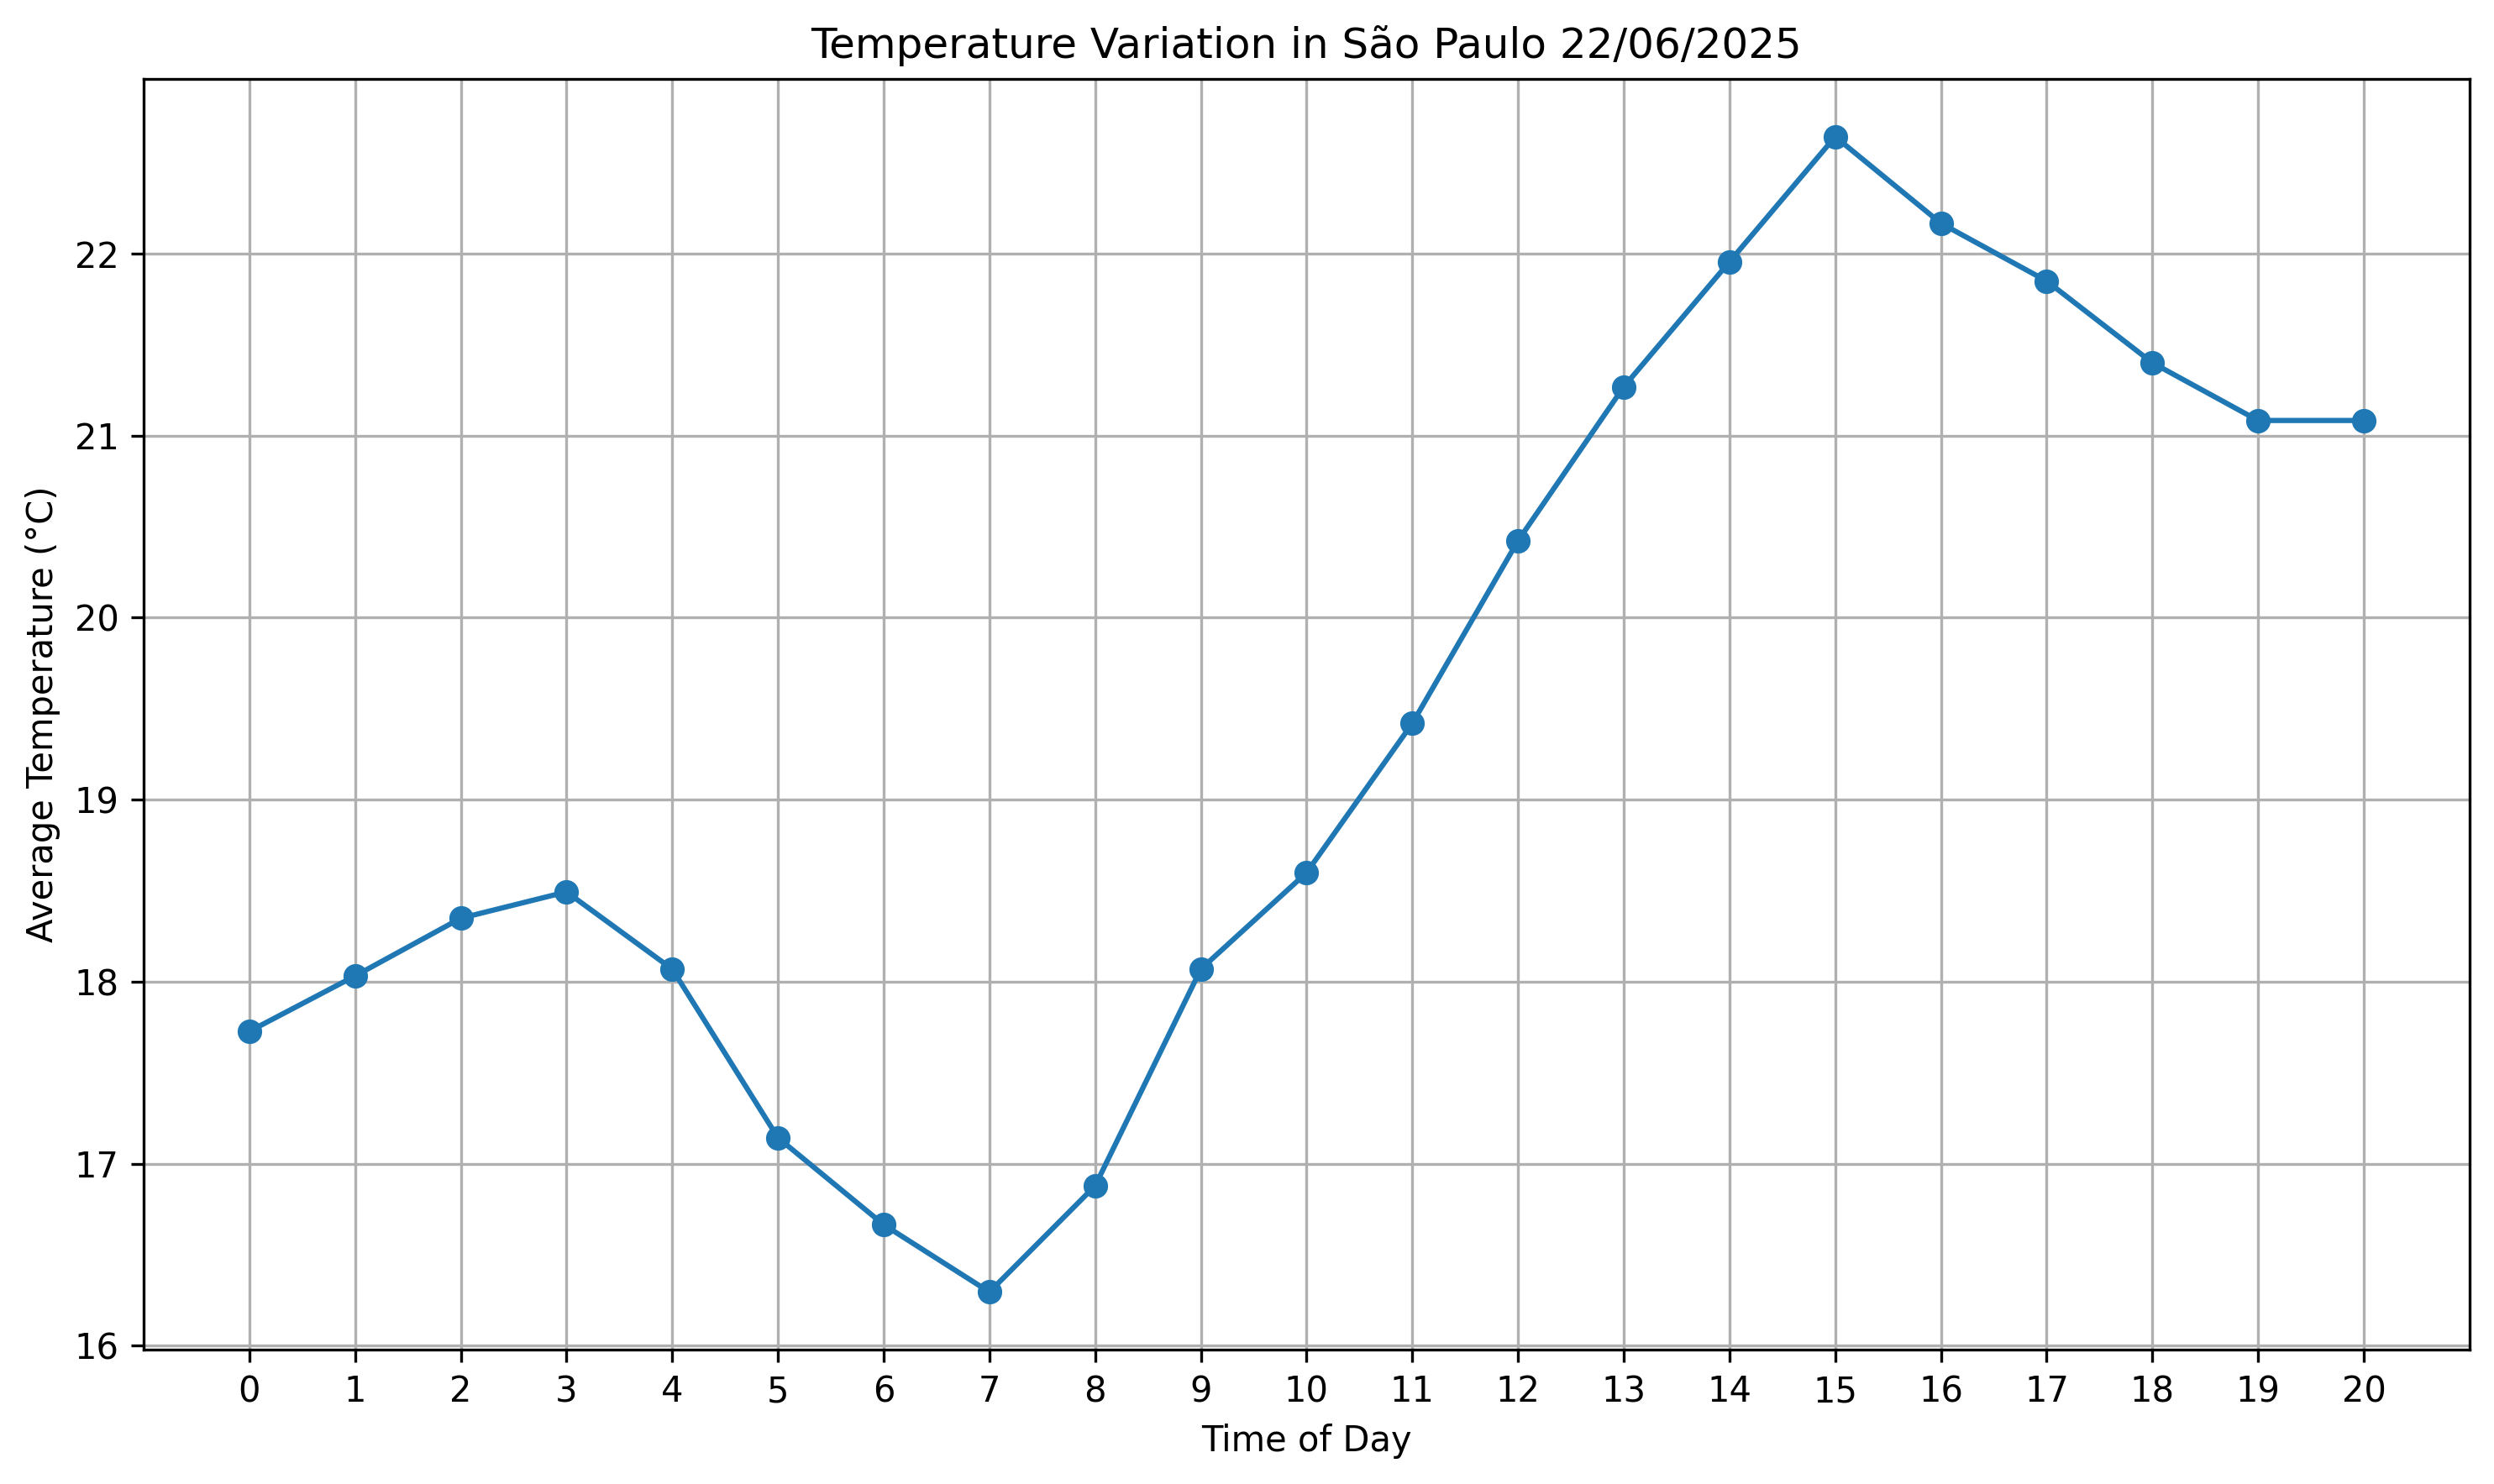 Temperature Variation in São Paulo 22/06/2025
Average Temperature (°C)
22
21
20
19
18
17
16
0 1 2 3 4 5 6 7 8 9 10 11 12 13 14 15 16 17 18 19 20
Time of Day